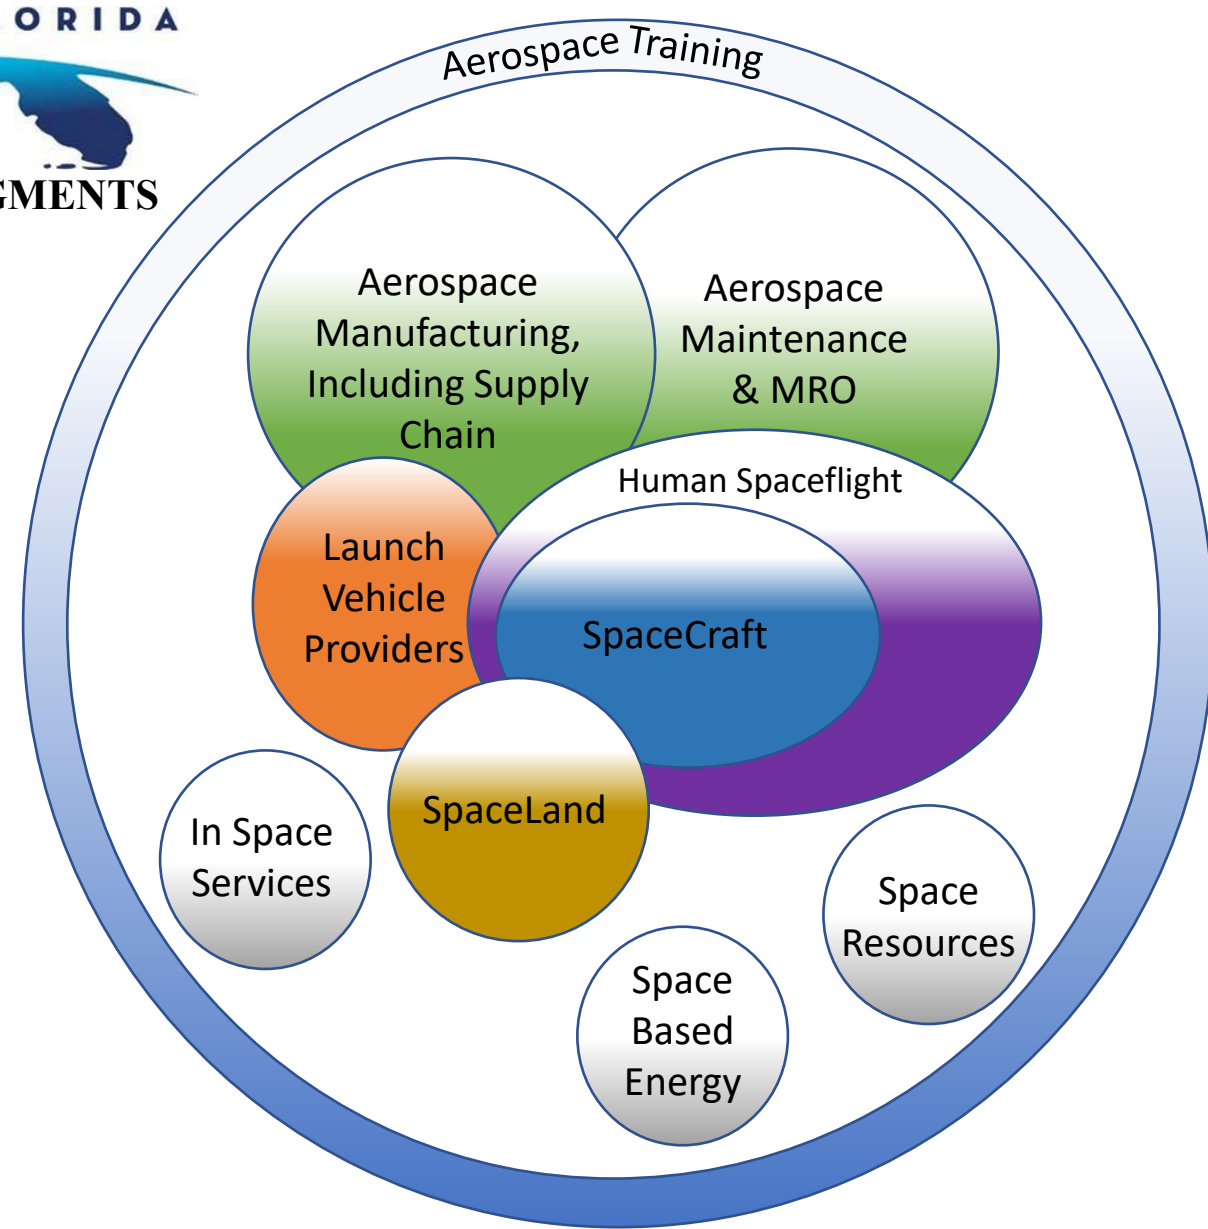 ORIDA
GMENTS
Aerospace Training
Aerospace
Manufacturing,
Including Supply
Chain
Aerospace
Maintenance
& MRO
Human Spaceflight
Launch
Vehicle
Providers
SpaceCraft
SpaceLand
In Space
Services
Space
Resources
Space
Based
Energy